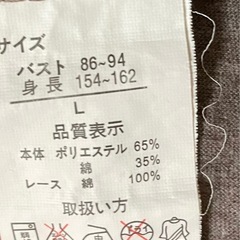 サイズ
バスト 86~94
身長 154~162
L
品質表示
本体 ポリエステル 65%
綿 35%
レース 綿 100%
取扱い方